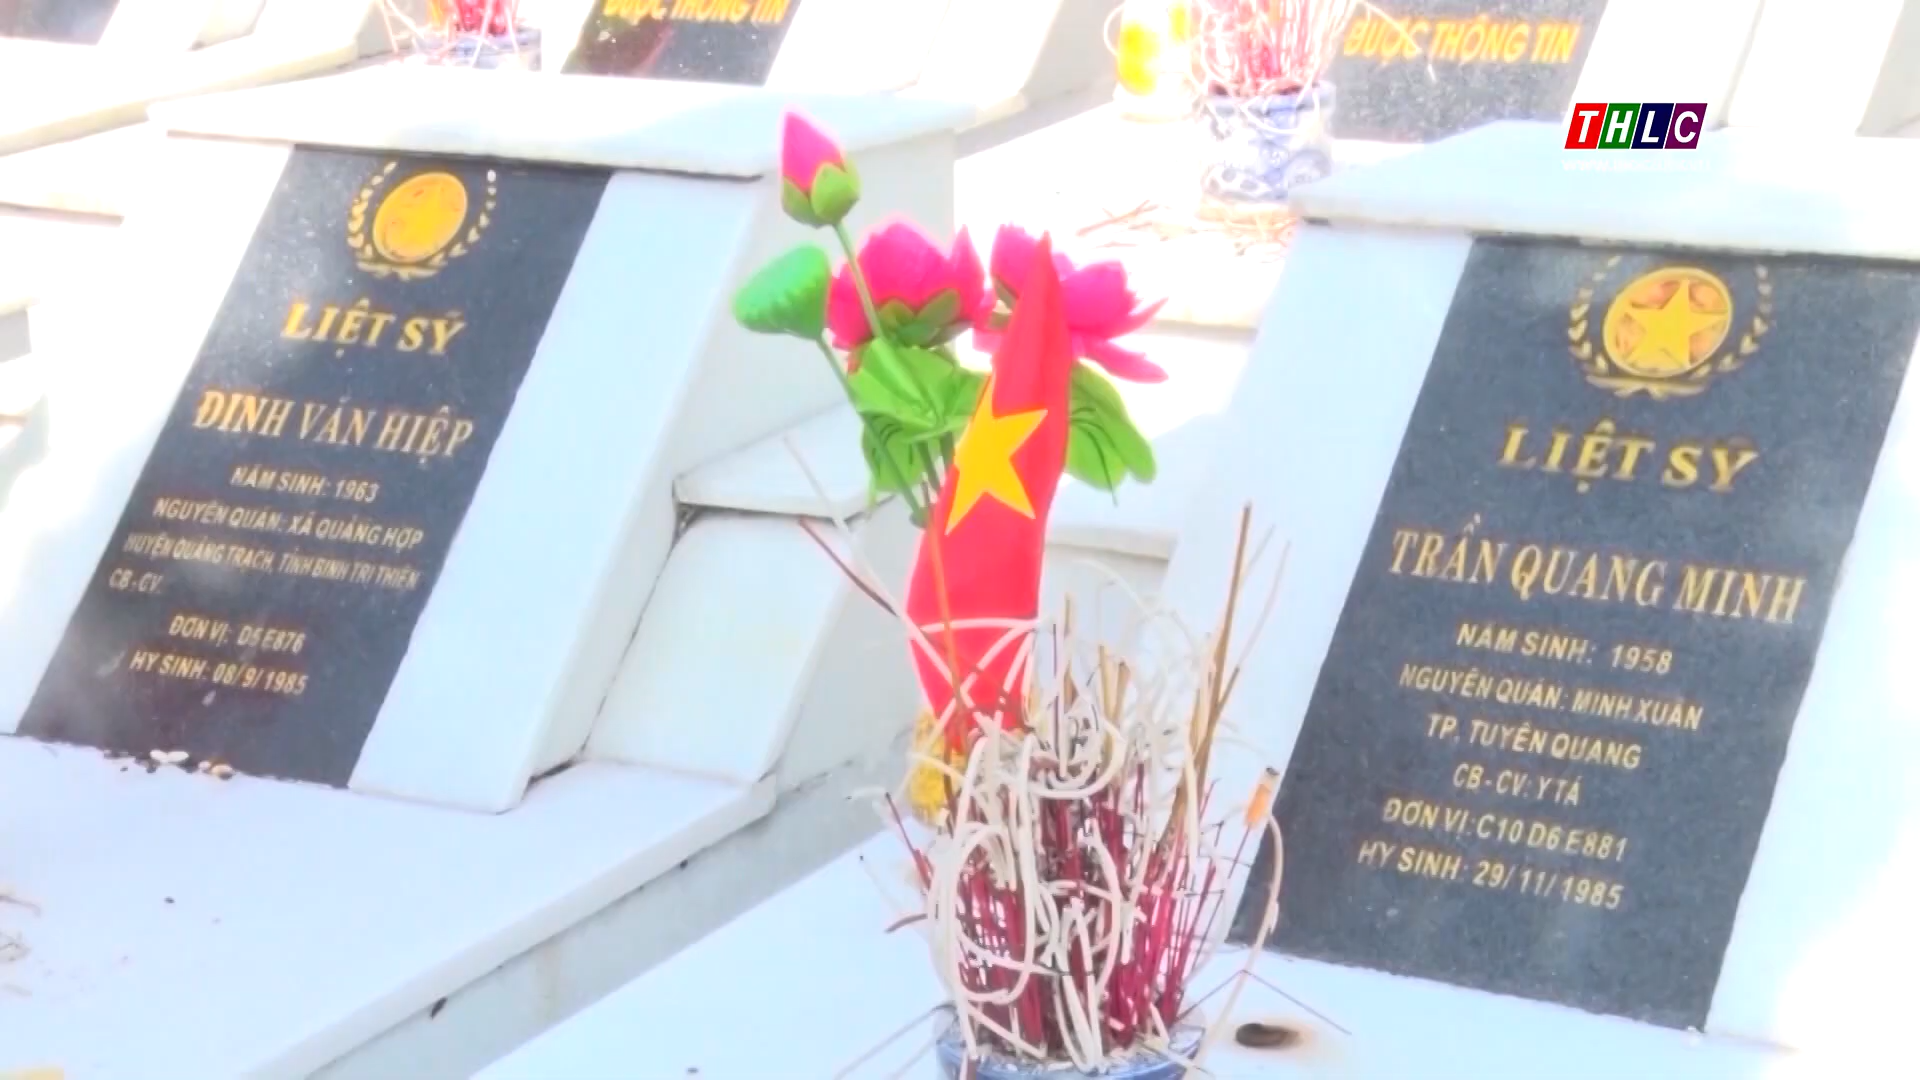 ĐƯỢC THÔNG TIN
ĐƯỢC THÔNG TIN
THLC
LIỆT SỸ
ĐINH VĂN HIỆP
NĂM SINH: 1963
NGUYÊN QUÁN: XÃ QUẢNG HỢP
HUYỆN QUẢNG TRẠCH, TỈNH BÌNH TRỊ THIÊN
CB - CV:
ĐƠN VỊ: D5 E876
HY SINH: 08/9/1985
LIỆT SỸ
TRẦN QUANG MINH
NĂM SINH: 1958
NGUYÊN QUÁN: MINH XUÂN
TP. TUYÊN QUANG
CB - CV: Y TÁ
ĐƠN VỊ: C10 D6 E881
HY SINH: 29/11/1985